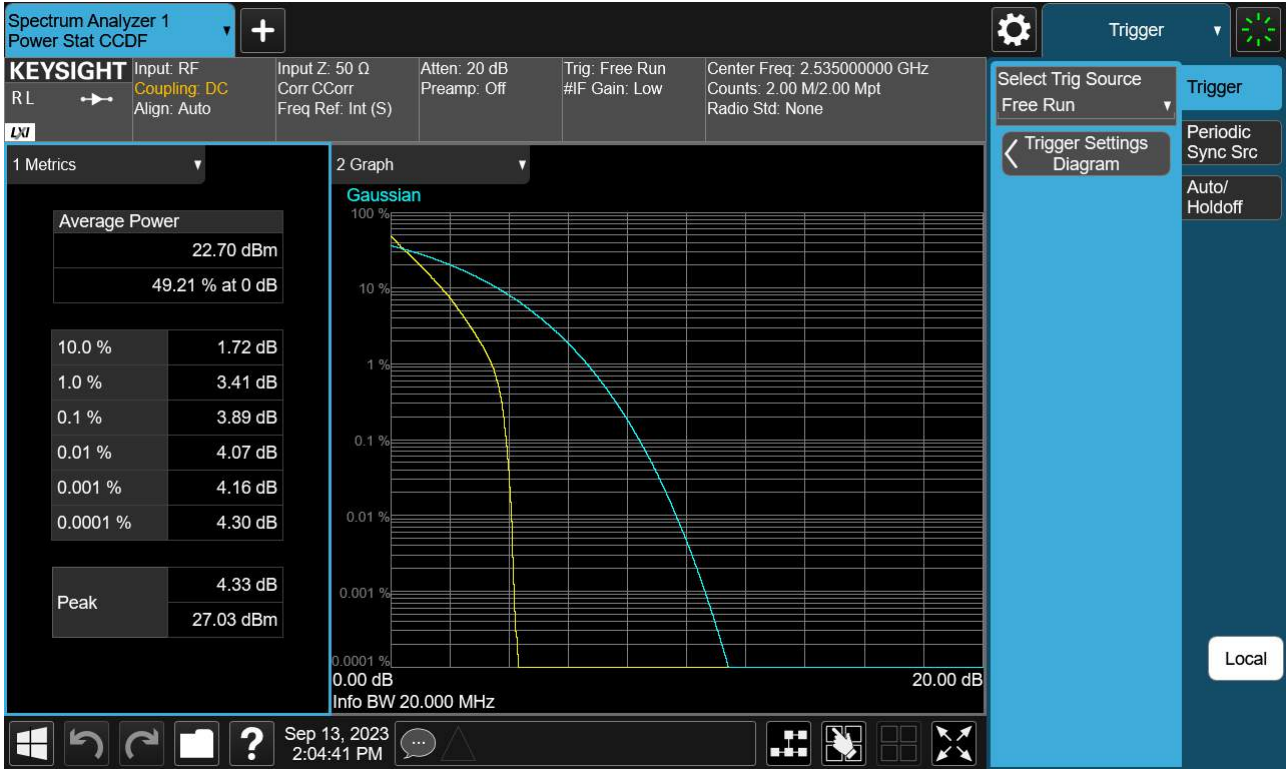 Spectrum Analyzer 1
Power Stat CCDF
Trigger
KEYSIGHT
R L
LXI
Input: RF
Coupling: DC
Align: Auto
Input Z: 50 Ω
Corr CCorr
Freq Ref: Int (S)
Atten: 20 dB
Preamp: Off
Trig: Free Run
#IF Gain: Low
Center Freq: 2.535000000 GHz
Counts: 2.00 M/2.00 Mpt
Radio Std: None
Select Trig Source
Free Run
Trigger Settings
Diagram
Trigger
Periodic
Sync Src
Auto/
Holdoff
1 Metrics
Average Power
22.70 dBm
49.21 % at 0 dB
10.0 % 1.72 dB
1.0 % 3.41 dB
0.1 % 3.89 dB
0.01 % 4.07 dB
0.001 % 4.16 dB
0.0001 % 4.30 dB
Peak
4.33 dB
27.03 dBm
2 Graph
Gaussian
100 %
10 %
1 %
0.1 %
0.01 %
0.001 %
0.0001 %
0.00 dB 20.00 dB
Info BW 20.000 MHz
Local
?
Sep 13, 2023
2:04:41 PM